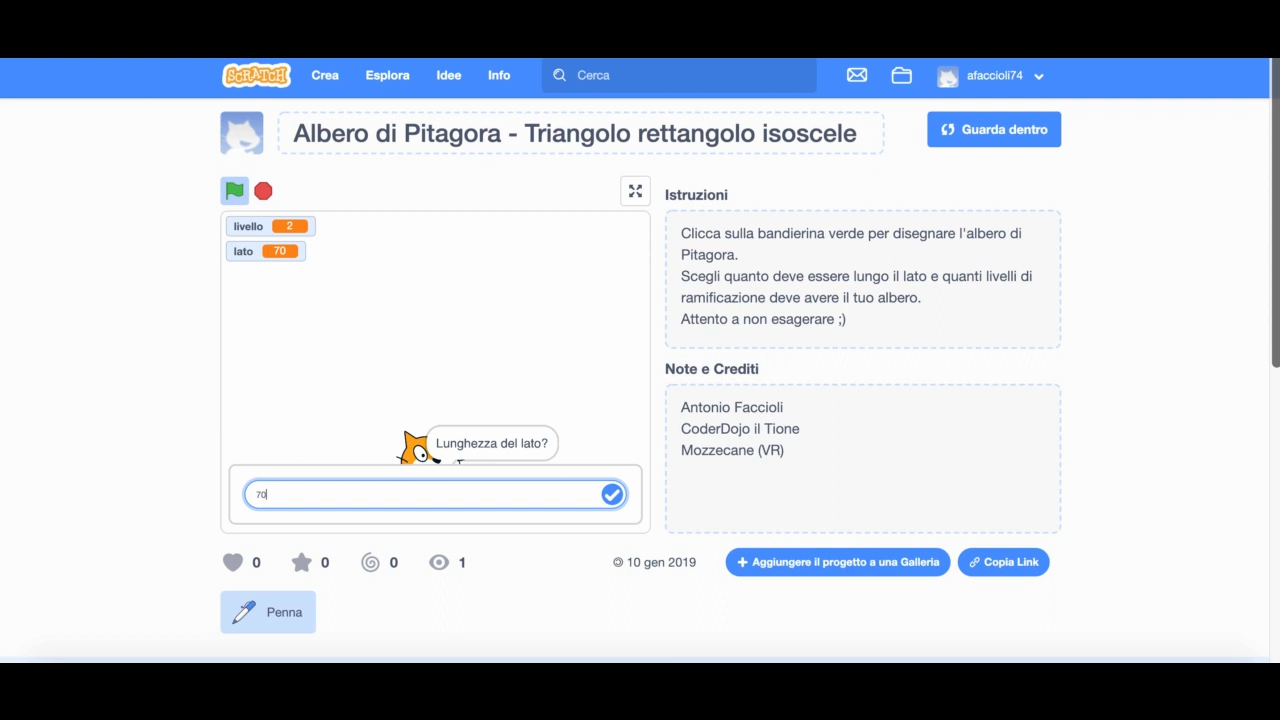 SCRATCH Crea Esplora Idee Info Cerca afaccioli74
Albero di Pitagora - Triangolo rettangolo isoscele
Guarda dentro
livello 2
lato 70
Lunghezza del lato?
70
Istruzioni
Clicca sulla bandierina verde per disegnare l'albero di
Pitagora.
Scegli quanto deve essere lungo il lato e quanti livelli di
ramificazione deve avere il tuo albero.
Attento a non esagerare ;)
Note e Crediti
Antonio Faccioli
CoderDojo il Tione
Mozzecane (VR)
0 0 0 1
© 10 gen 2019
Aggiungere il progetto a una Galleria
Copia Link
Penna